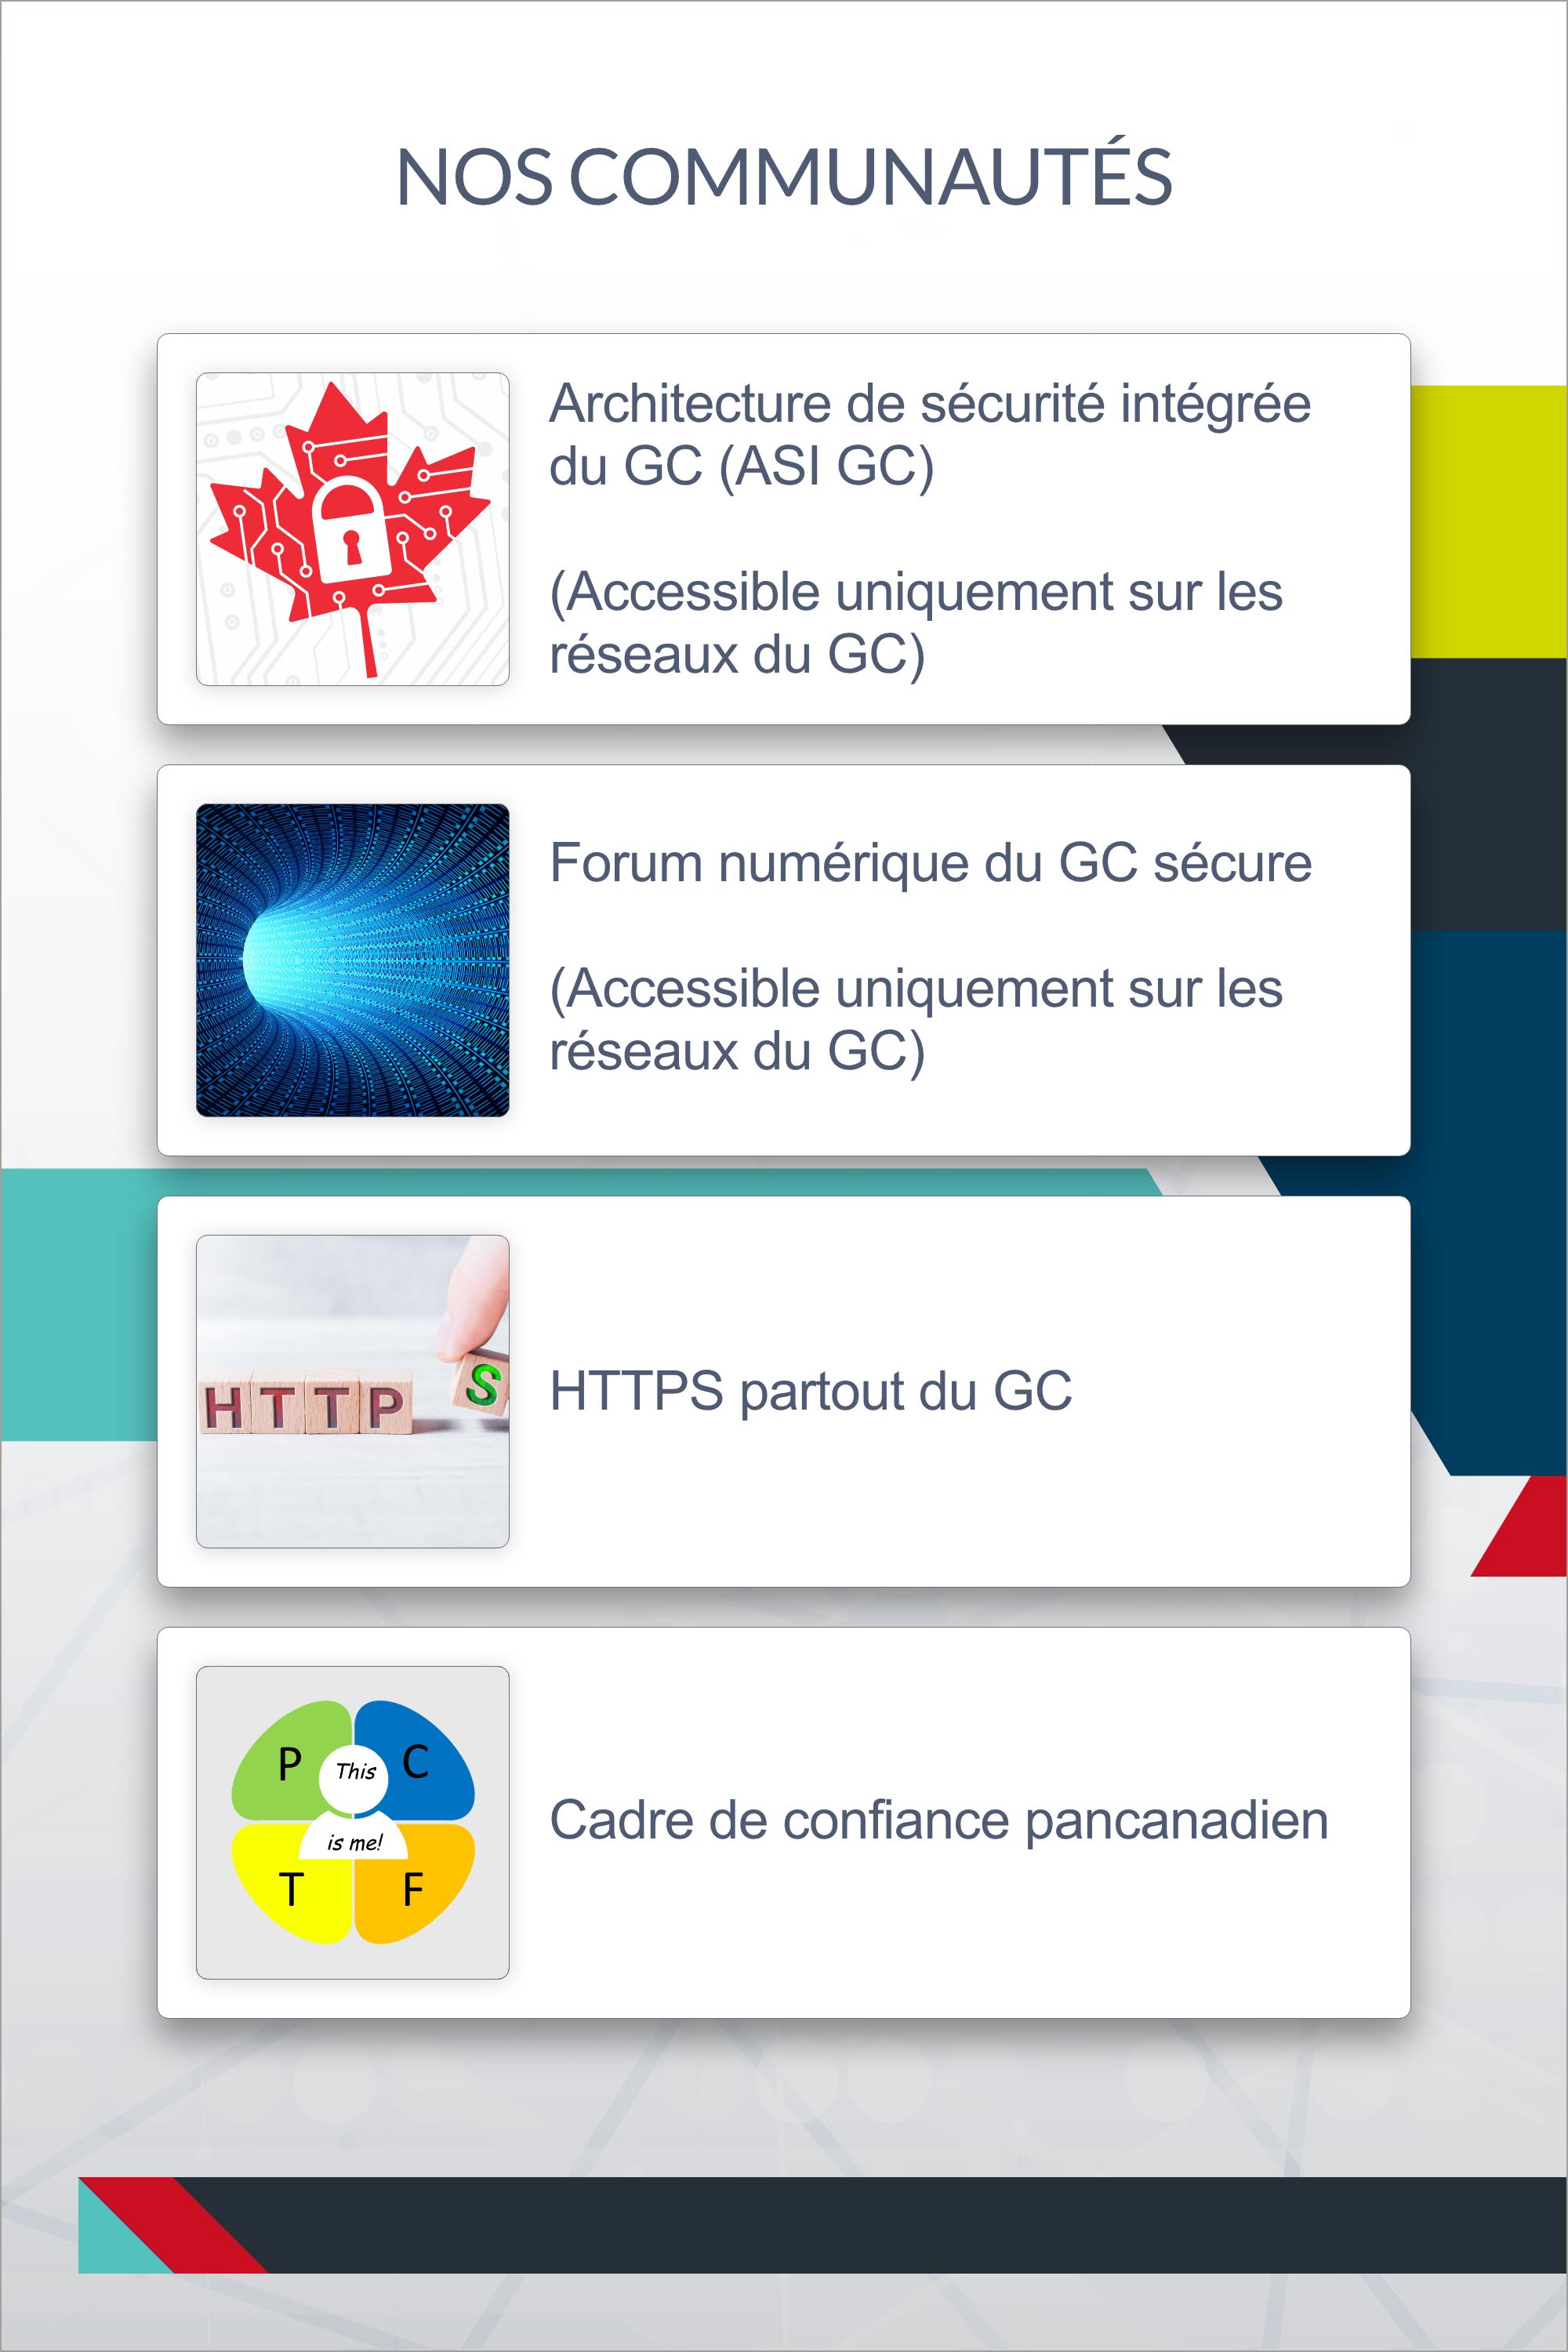 NOS COMMUNAUTÉS
Architecture de sécurité intégrée
du GC (ASI GC)
(Accessible uniquement sur les
réseaux du GC)
Forum numérique du GC sécure
(Accessible uniquement sur les
réseaux du GC)
HTTP S
HTTPS partout du GC
P C
This
is me!
T F
Cadre de confiance pancanadien